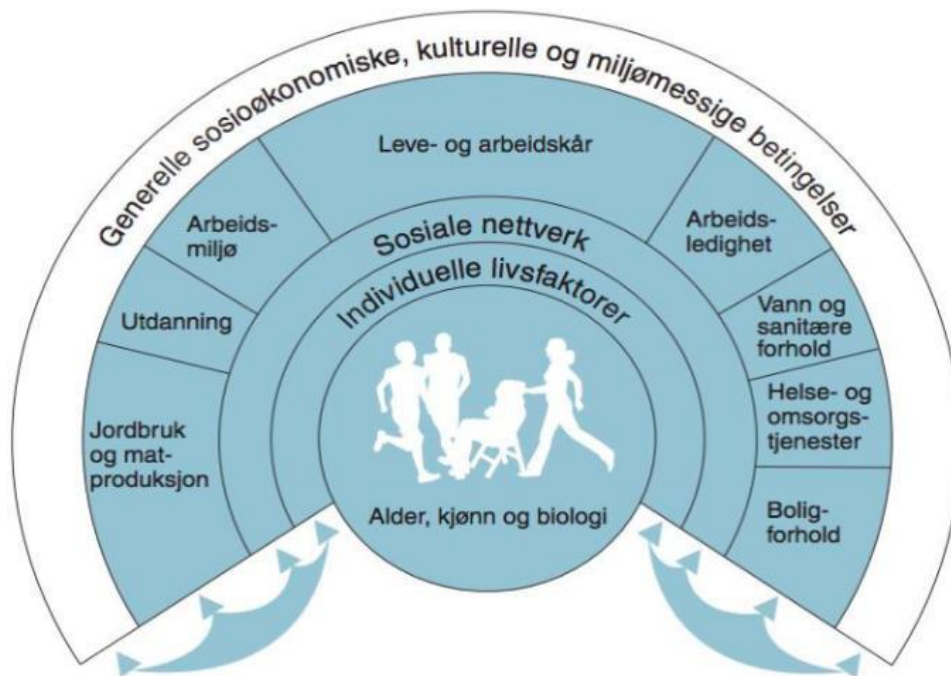 Generelle sosioøkonomiske, kulturelle og miljømessige betingelser
Leve- og arbeidskår
Arbeids-
miljø
Arbeids-
ledighet
Sosiale nettverk
Individuelle livsfaktorer
Utdanning
Vann og
sanitære
forhold
Jordbruk
og mat-
produksjon
Helse- og
omsorgs-
tjenester
Bolig-
forhold
Alder, kjønn og biologi